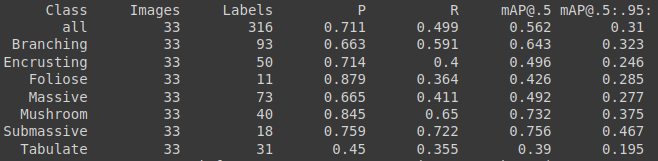 Class Images Labels P R mAP@.5 mAP@.5:.95:
all 33 316 0.711 0.499 0.562 0.31
Branching 33 93 0.663 0.591 0.643 0.323
Encrusting 33 50 0.714 0.4 0.496 0.246
Foliose 33 11 0.879 0.364 0.426 0.285
Massive 33 73 0.665 0.411 0.492 0.277
Mushroom 33 40 0.845 0.65 0.732 0.375
Submassive 33 18 0.759 0.722 0.756 0.467
Tabulate 33 31 0.45 0.355 0.39 0.195